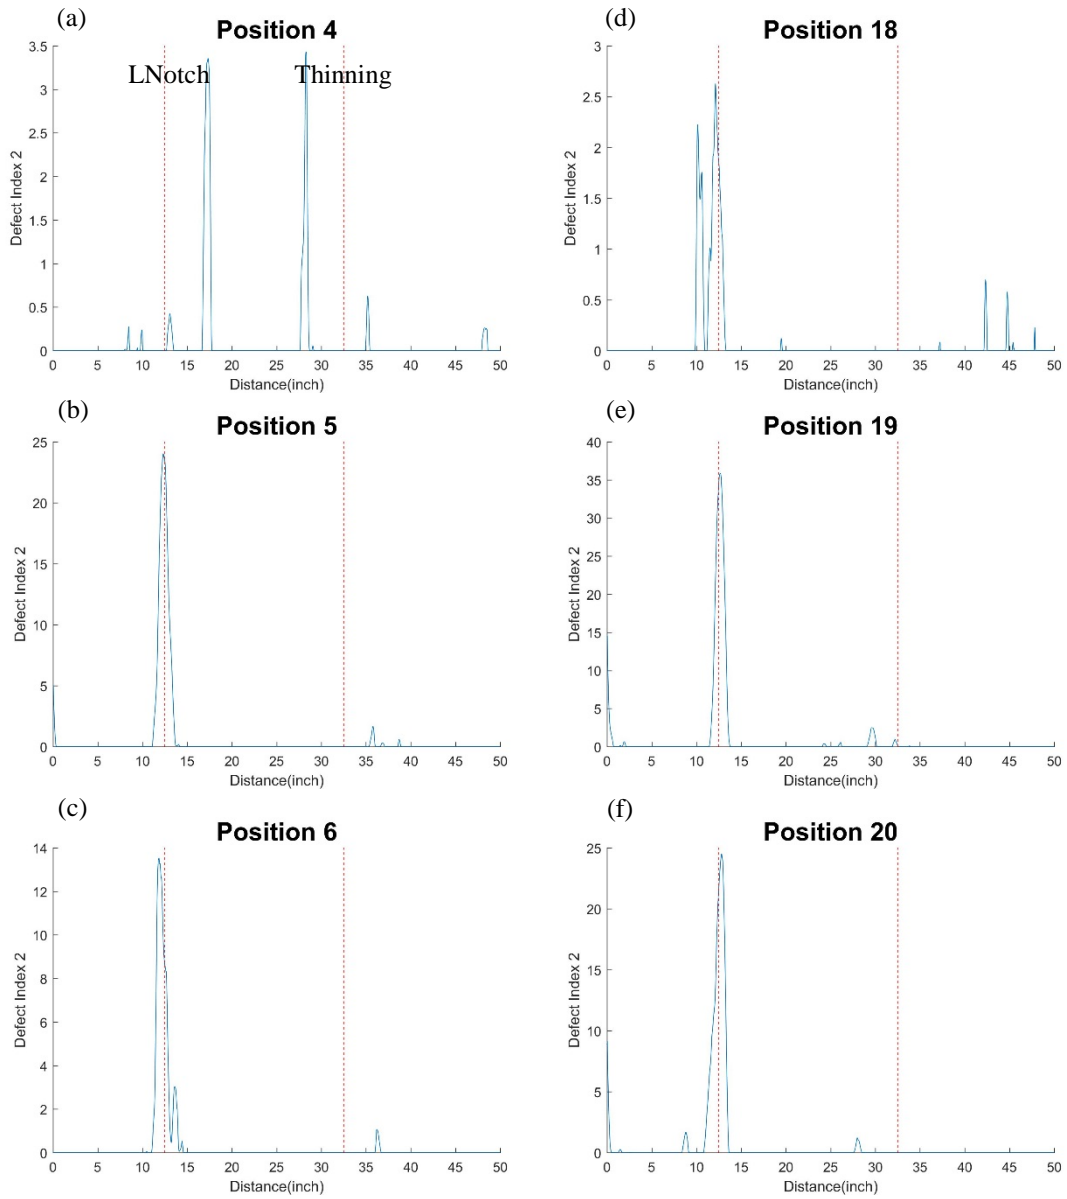 (a)
Position 4
LNotch
Thinning
3.5
3
2.5
2
1.5
1
0.5
0
Defect Index 2
0 5 10 15 20 25 30 35 40 45 50
Distance(inch)
(d)
Position 18
3
2.5
2
1.5
1
0.5
0
Defect Index 2
0 5 10 15 20 25 30 35 40 45 50
Distance(inch)
(b)
Position 5
25
20
15
10
5
0
Defect Index 2
0 5 10 15 20 25 30 35 40 45 50
Distance(inch)
(e)
Position 19
40
35
30
25
20
15
10
5
0
Defect Index 2
0 5 10 15 20 25 30 35 40 45 50
Distance(inch)
(c)
Position 6
14
12
10
8
6
4
2
0
Defect Index 2
0 5 10 15 20 25 30 35 40 45 50
Distance(inch)
(f)
Position 20
25
20
15
10
5
0
Defect Index 2
0 5 10 15 20 25 30 35 40 45 50
Distance(inch)